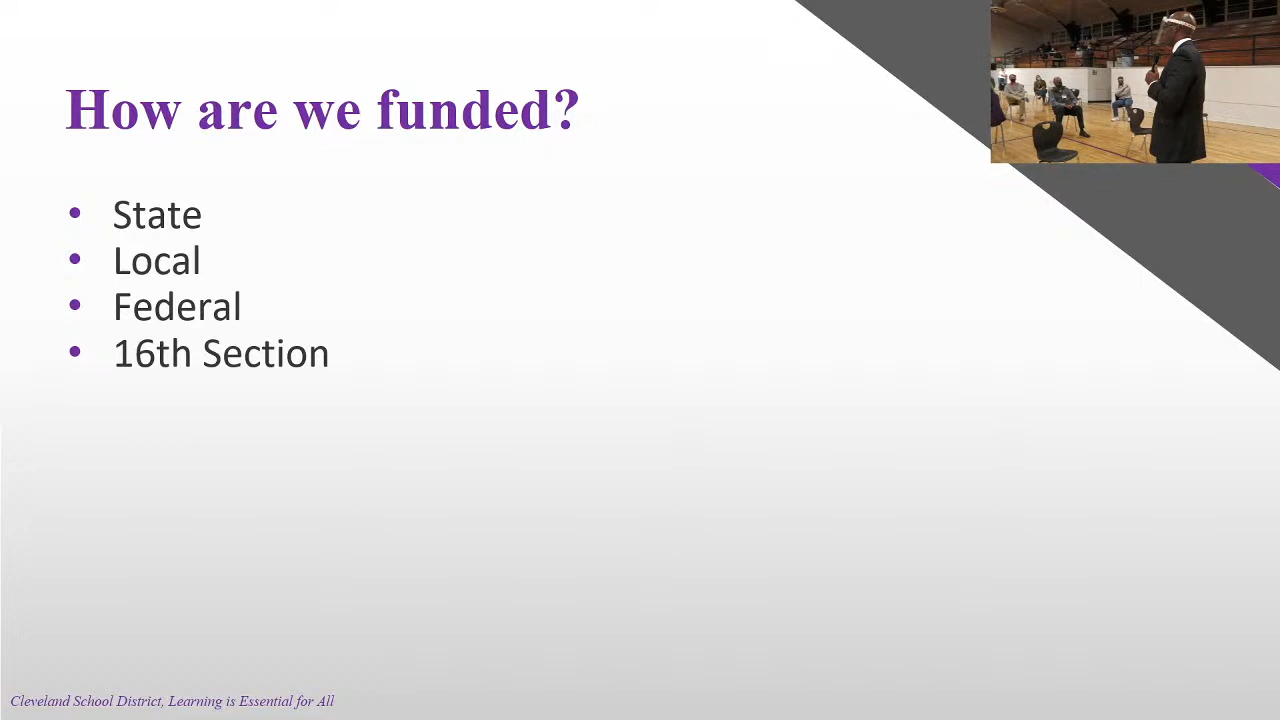 How are we funded?
• State
• Local
• Federal
• 16th Section
Cleveland School District, Learning is Essential for All